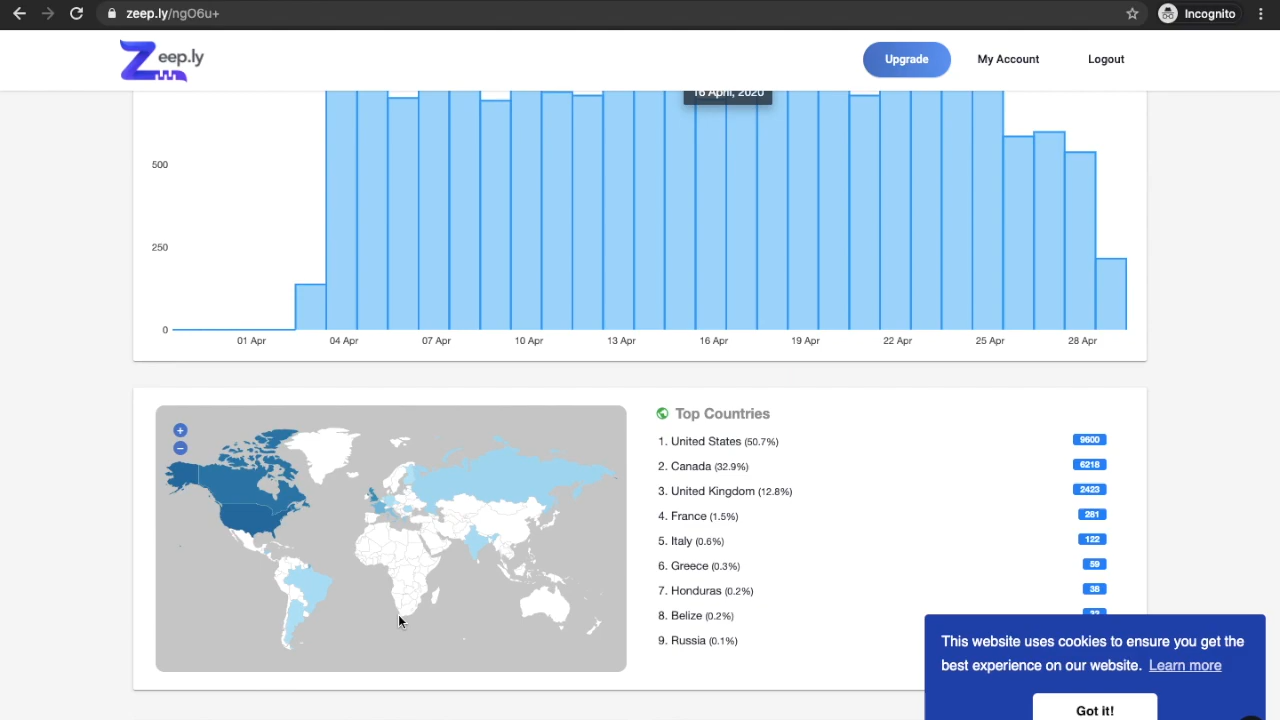 zeep.ly/ngO6u+
Incognito
Zeep.ly
Upgrade
My Account
Logout
16 April, 2020
500
250
0
01 Apr
04 Apr
07 Apr
10 Apr
13 Apr
16 Apr
19 Apr
22 Apr
25 Apr
28 Apr
+
−
Top Countries
1. United States (50.7%) 9600
2. Canada (32.9%) 6218
3. United Kingdom (12.8%) 2423
4. France (1.5%) 281
5. Italy (0.6%) 122
6. Greece (0.3%) 59
7. Honduras (0.2%) 38
8. Belize (0.2%)
9. Russia (0.1%)
This website uses cookies to ensure you get the
best experience on our website. Learn more
Got it!